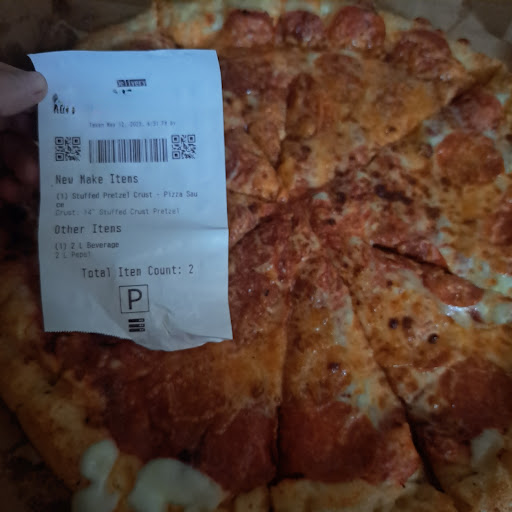 Delivery
New Make Items
(1) Stuffed Pretzel Crust - Pizza Sau
ce
Crust: 14" Stuffed Crust Pretzel
Other Items
(1) 2 L Beverage
2 L Pepsi
Total Item Count: 2
P